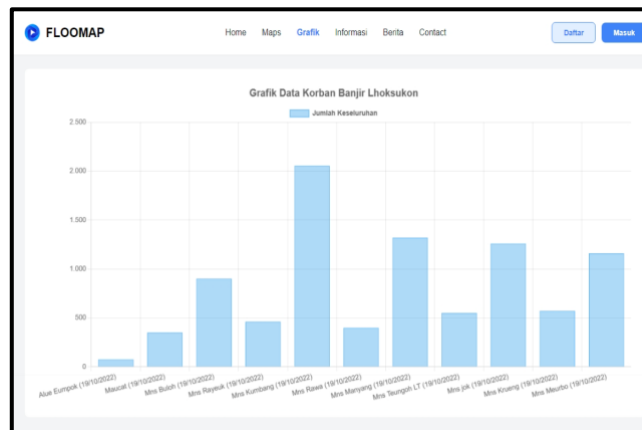 FLOOMAP
Home Maps Grafik Informasi Berita Contact
Daftar Masuk
Grafik Data Korban Banjir Lhoksukon
Jumlah Keseluruhan
2.500
2.000
1.500
1.000
500
0
Alue Eumpok (19/10/2022)
Maucat (19/10/2022)
Mns Buloh (19/10/2022)
Mns Rayeuk (19/10/2022)
Mns Kumbang (19/10/2022)
Mns Rawa (19/10/2022)
Mns Manyang (19/10/2022)
Mns Teungoh LT (19/10/2022)
Mns jok (19/10/2022)
Mns Krueng (19/10/2022)
Mns Meurbo (19/10/2022)